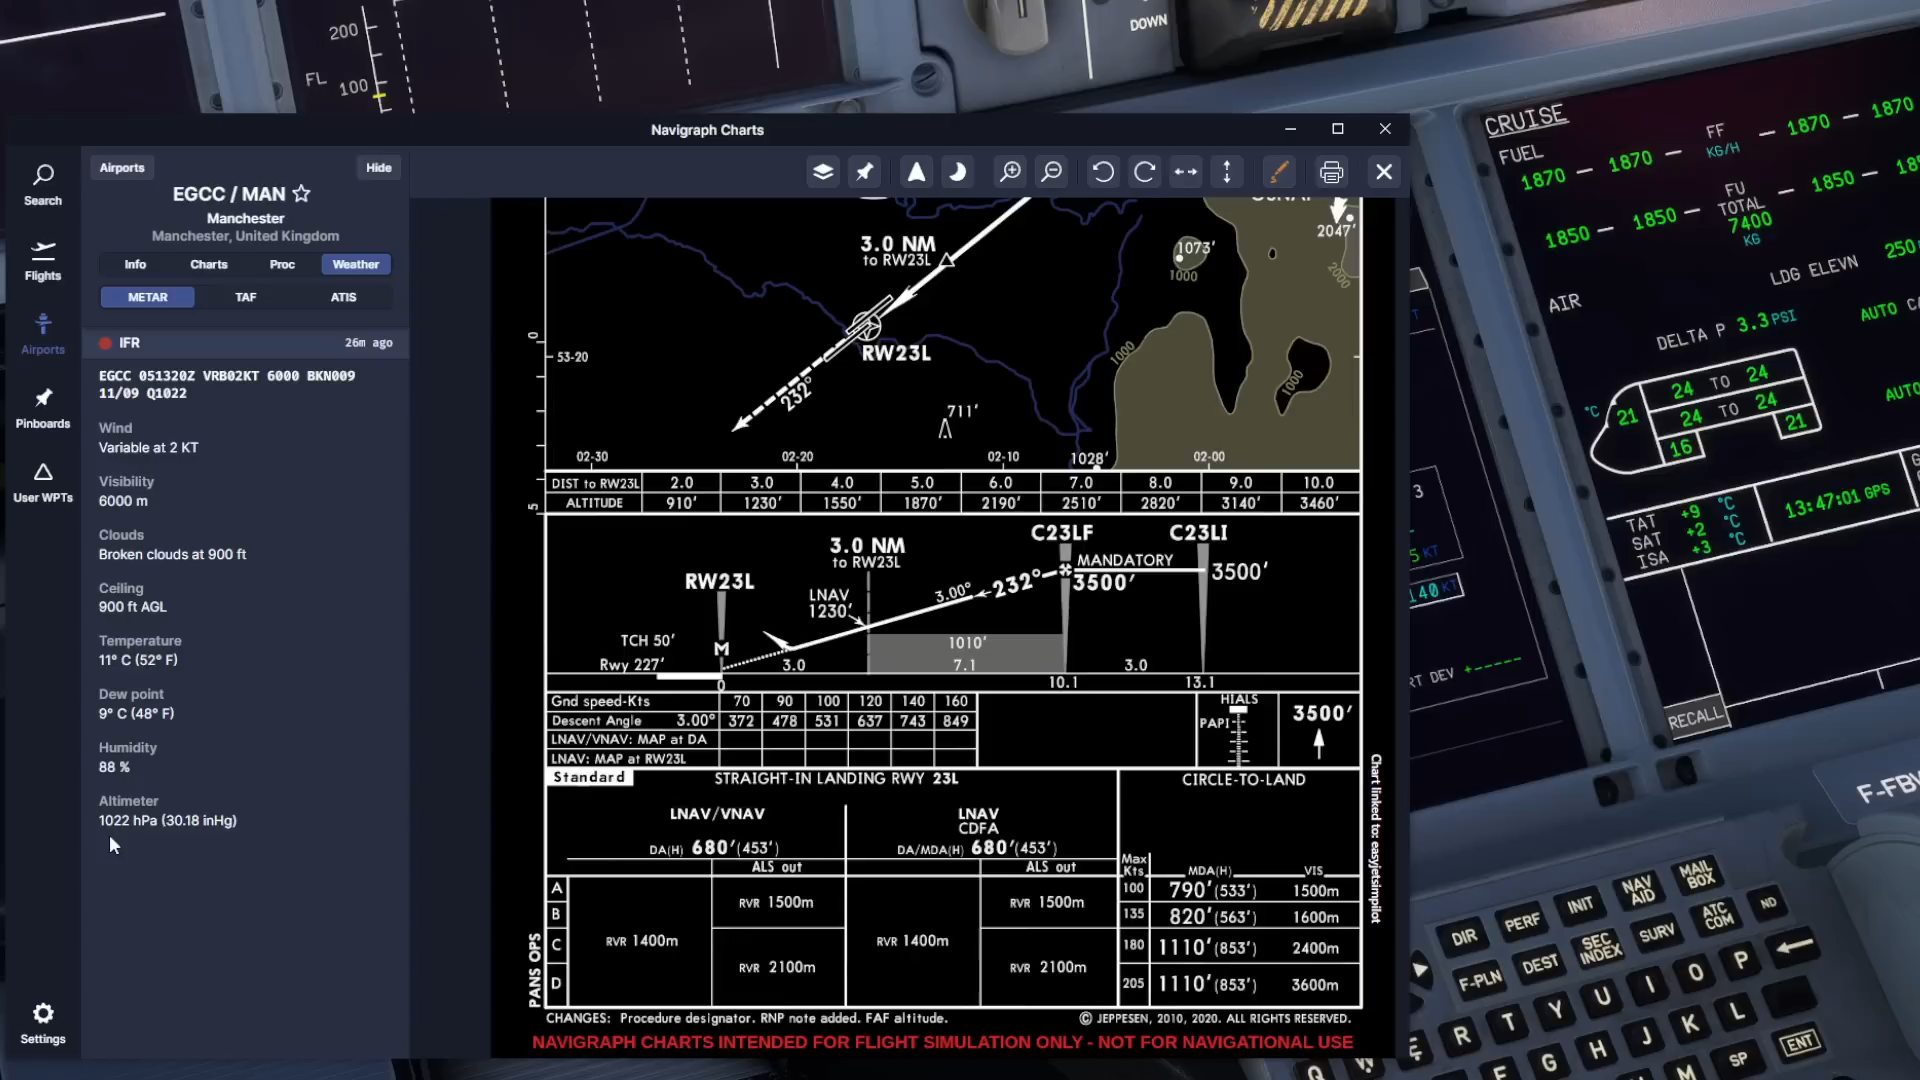 200
FL
100
DOWN
Navigraph Charts
Search
Flights
Airports
Pinboards
User WPTs
Settings
Airports
Hide
EGCC / MAN
Manchester
Manchester, United Kingdom
Info Charts Proc Weather
METAR TAF ATIS
IFR 26m ago
EGCC 051320Z VRB02KT 6000 BKN009
11/09 Q1022
Wind
Variable at 2 KT
Visibility
6000 m
Clouds
Broken clouds at 900 ft
Ceiling
900 ft AGL
Temperature
11° C (52° F)
Dew point
9° C (48° F)
Humidity
88 %
Altimeter
1022 hPa (30.18 inHg)
2047'
3.0 NM
to RW23L
1073'
1000
2000
RW23L
0
53-20
1000
1000
232°
711'
02-30 02-20 02-10 1028' 02-00
5
DIST to RW23L 2.0 3.0 4.0 5.0 6.0 7.0 8.0 9.0 10.0
ALTITUDE 910' 1230' 1550' 1870' 2190' 2510' 2820' 3140' 3460'
C23LF C23LI
3.0 NM
to RW23L
MANDATORY
3500' 3500'
RW23L
LNAV
1230'
3.00° 232°
TCH 50'
M
1010'
Rwy 227' 3.0 7.1 3.0
0 10.1 13.1
Gnd speed-Kts 70 90 100 120 140 160
Descent Angle 3.00° 372 478 531 637 743 849
LNAV/VNAV: MAP at DA
LNAV: MAP at RW23L
HIALS
PAPI
3500'
Standard STRAIGHT-IN LANDING RWY 23L CIRCLE-TO-LAND
LNAV/VNAV
LNAV
CDFA
DA(H) 680'(453')
DA/MDA(H) 680'(453')
ALS out ALS out
Max
Kts MDA(H) VIS
A
B
C
D
RVR 1400m
RVR 1500m
RVR 2100m
RVR 1400m
RVR 1500m
RVR 2100m
100 790'(533') 1500m
135 820'(563') 1600m
180 1110'(853') 2400m
205 1110'(853') 3600m
PANS OPS
Chart linked to: easyjetsimpilot
CHANGES: Procedure designator. RNP note added. FAF altitude. © JEPPESEN, 2010, 2020. ALL RIGHTS RESERVED.
NAVIGRAPH CHARTS INTENDED FOR FLIGHT SIMULATION ONLY - NOT FOR NAVIGATIONAL USE
CRUISE
FUEL
FF
KG/H
1870 1870 1870 1870
FU
TOTAL
7400
KG
1850 1850 1850
LDG ELEVN 250
AIR
DELTA P 3.3 PSI
AUTO
AUTO
°C 21 24 TO 24
24 TO 24
16 21
TAT +9 °C
SAT +2 °C
ISA +3 °C
13:47:01 GPS
3
KT
140 KT
RT DEV
RECALL
F-FBW
DIR PERF INIT NAV AID MAIL BOX
F-PLN DEST SEC INDEX SURV ATC COM ND
R T Y U I O P
F G H J K L
M SP ENT